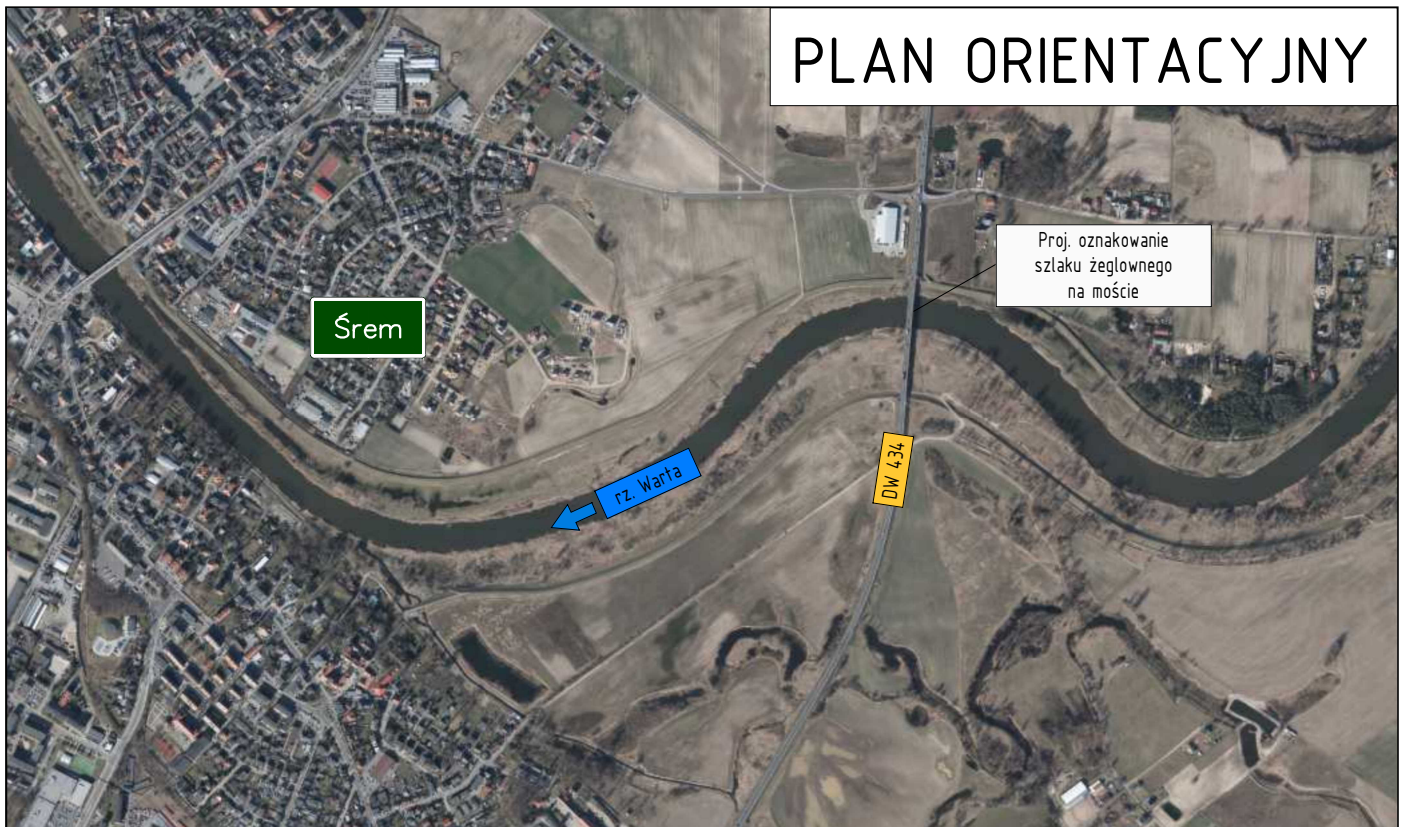 PLAN ORIENTACYJNY
Proj. oznakowanie
szlaku żeglownego
na moście
Śrem
DW 434
rz. Warta